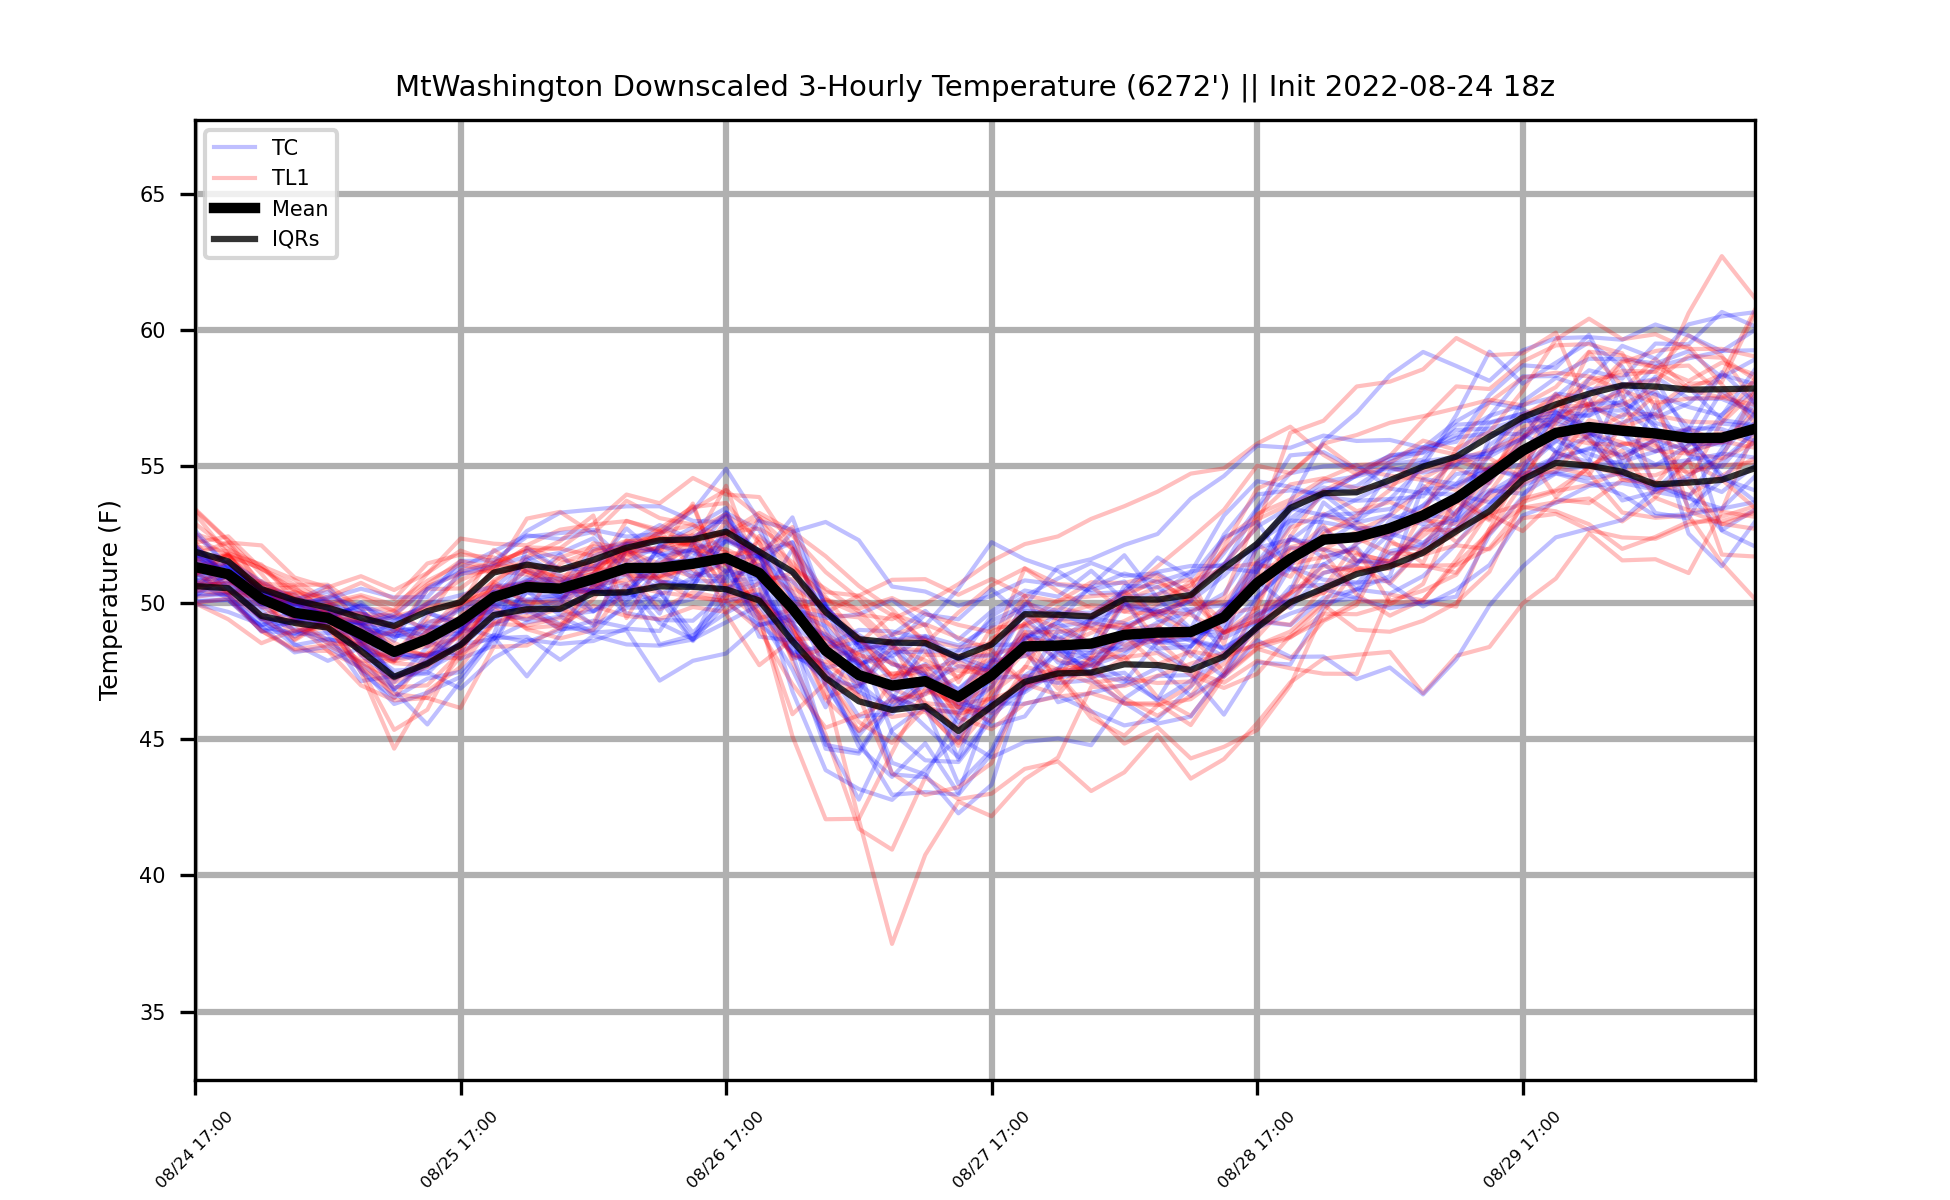 MtWashington Downscaled 3-Hourly Temperature (6272') || Init 2022-08-24 18z
TC
TL1
Mean
IQRs
65
60
55
50
45
40
35
Temperature (F)
08/24 17:00
08/25 17:00
08/26 17:00
08/27 17:00
08/28 17:00
08/29 17:00